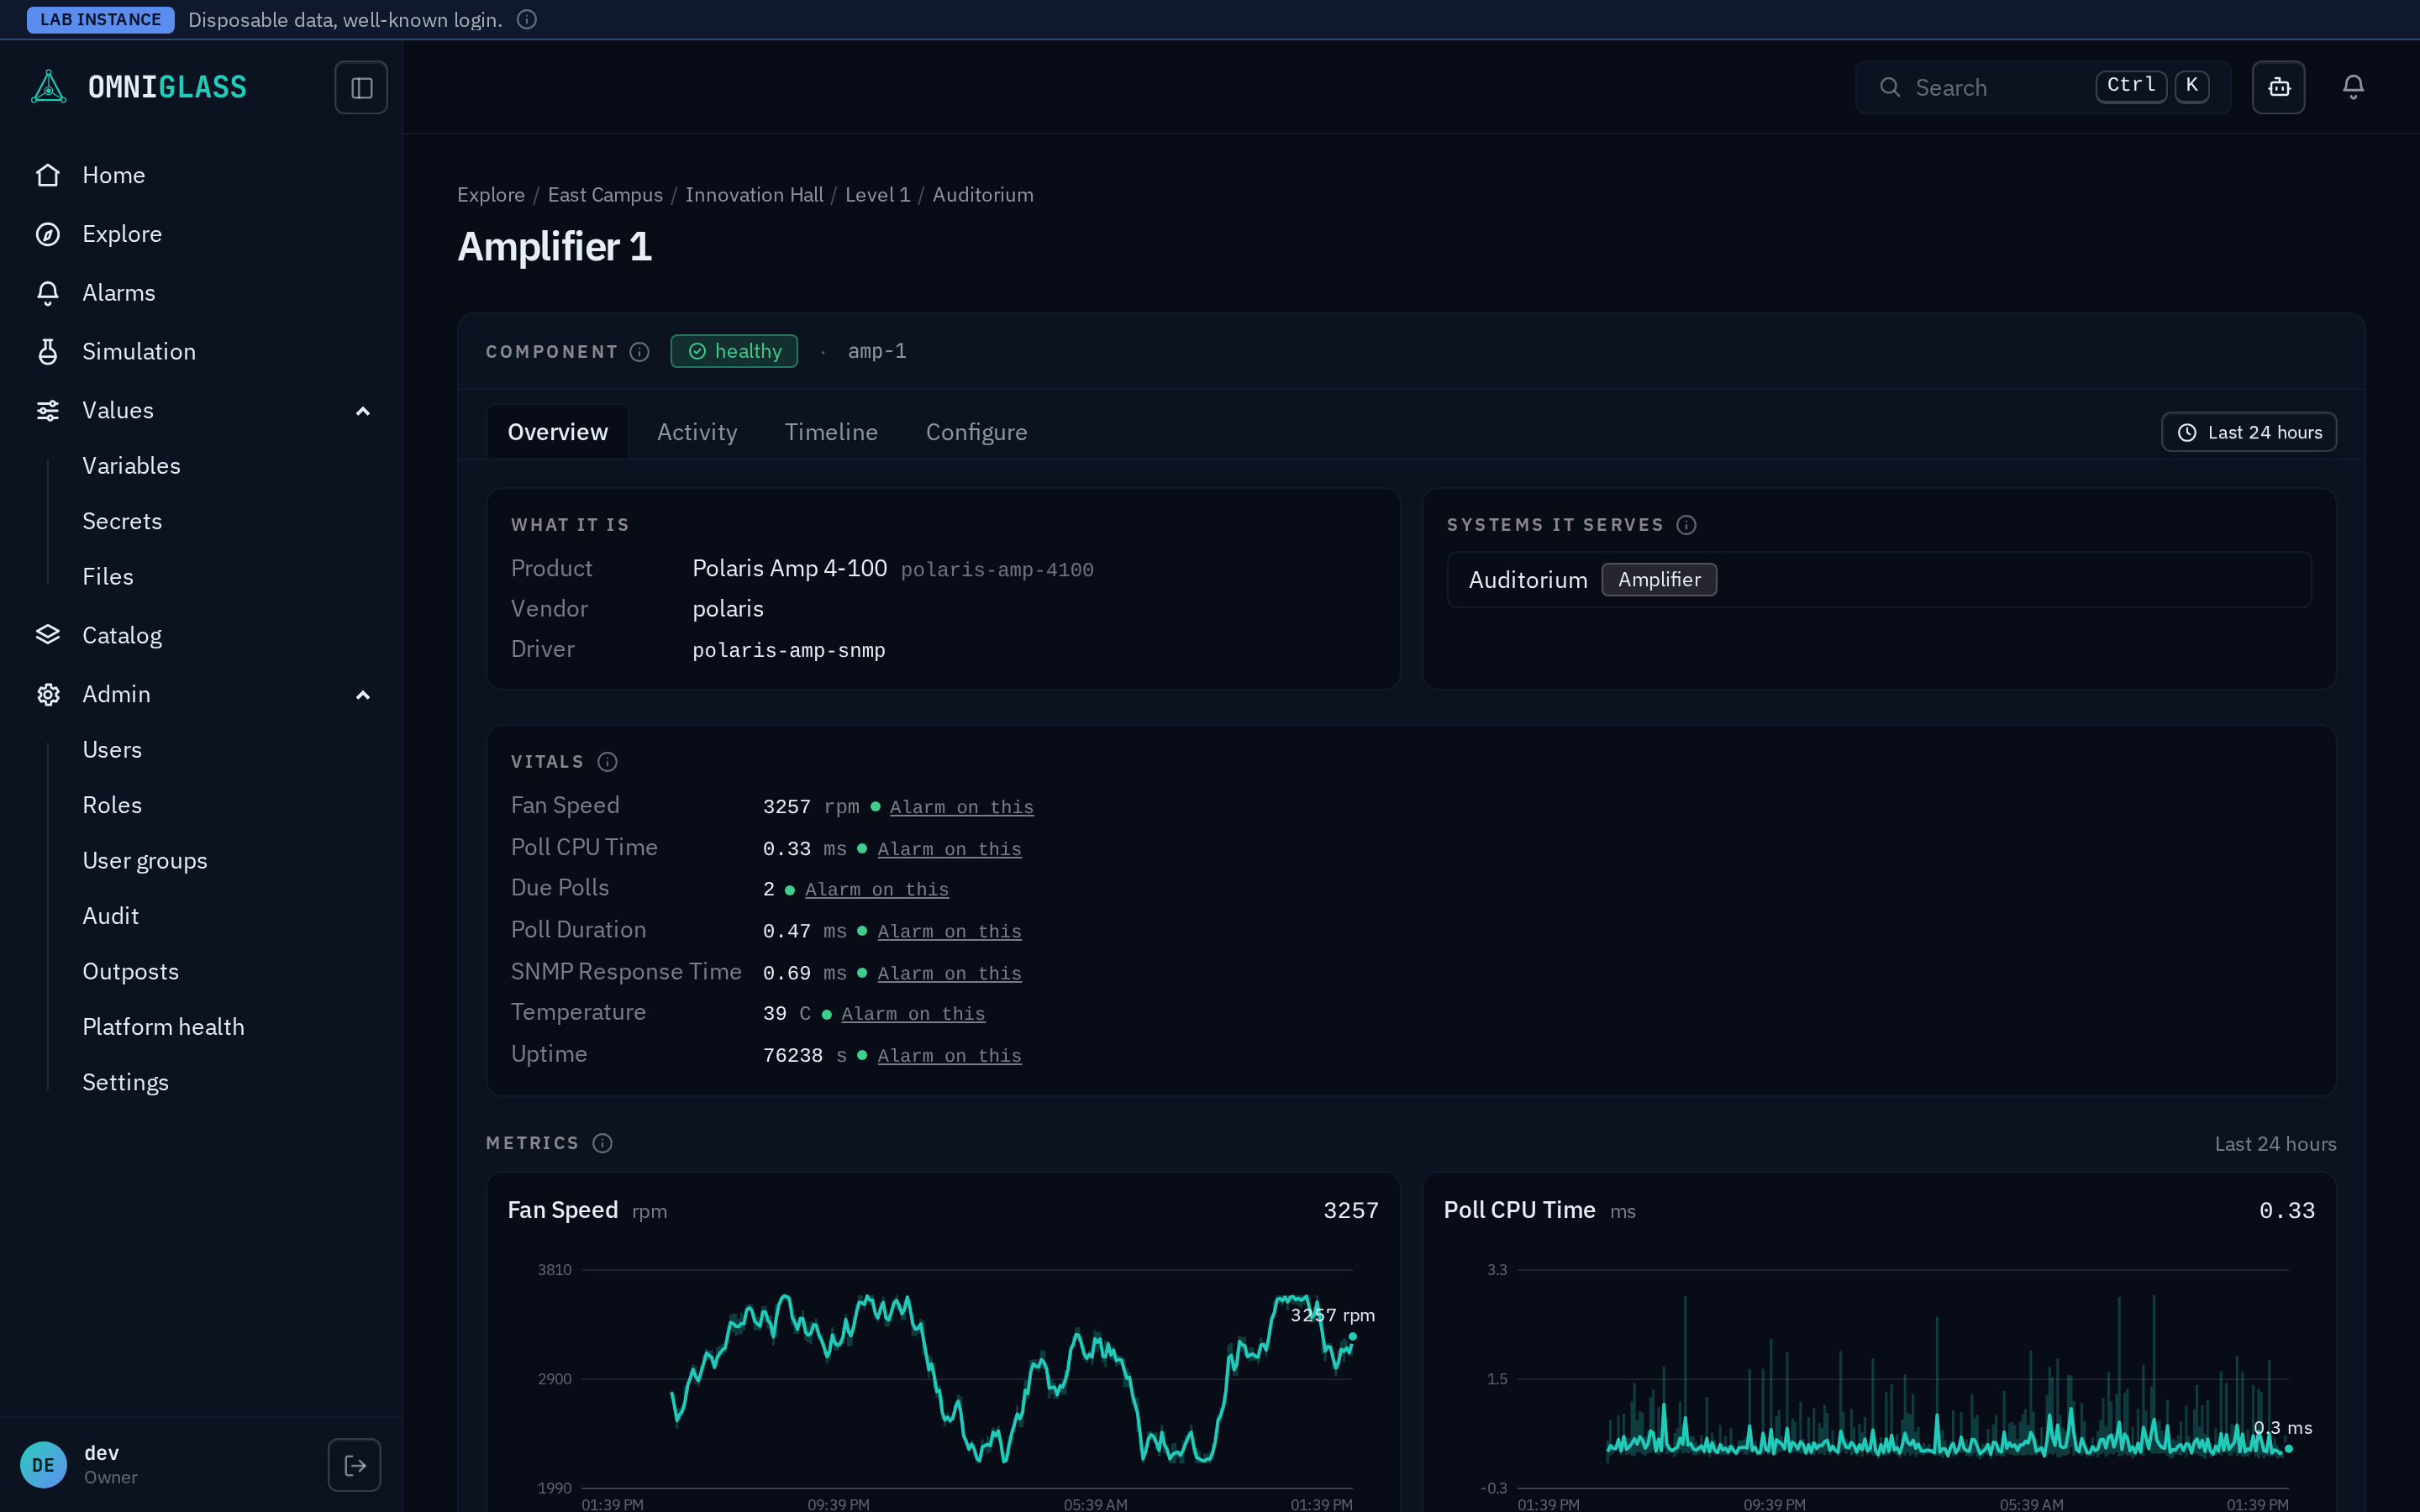 LAB INSTANCE Disposable data, well-known login.
OMNIGLASS
Search Ctrl K
Home
Explore
Alarms
Simulation
Values
Variables
Secrets
Files
Catalog
Admin
Users
Roles
User groups
Audit
Outposts
Platform health
Settings
DE dev
Owner
Explore / East Campus / Innovation Hall / Level 1 / Auditorium
Amplifier 1
COMPONENT healthy · amp-1
Overview Activity Timeline Configure Last 24 hours
WHAT IT IS
Product Polaris Amp 4-100 polaris-amp-4100
Vendor polaris
Driver polaris-amp-snmp
SYSTEMS IT SERVES
Auditorium Amplifier
VITALS
Fan Speed 3257 rpm Alarm on this
Poll CPU Time 0.33 ms Alarm on this
Due Polls 2 Alarm on this
Poll Duration 0.47 ms Alarm on this
SNMP Response Time 0.69 ms Alarm on this
Temperature 39 C Alarm on this
Uptime 76238 s Alarm on this
METRICS Last 24 hours
Fan Speed rpm 3257
3810
3257 rpm
2900
1990
01:39 PM 09:39 PM 05:39 AM 01:39 PM
Poll CPU Time ms 0.33
3.3
1.5
0.3 ms
-0.3
01:39 PM 09:39 PM 05:39 AM 01:39 PM